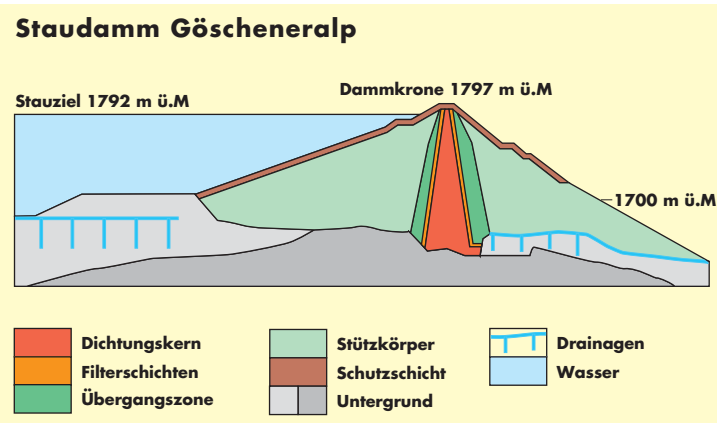 Staudamm Göscheneralp
Dammkrone 1797 m ü.M
Stauziel 1792 m ü.M
1700 m ü.M
Dichtungskern
Filterschichten
Übergangszone
Stützkörper
Schutzschicht
Untergrund
Drainagen
Wasser